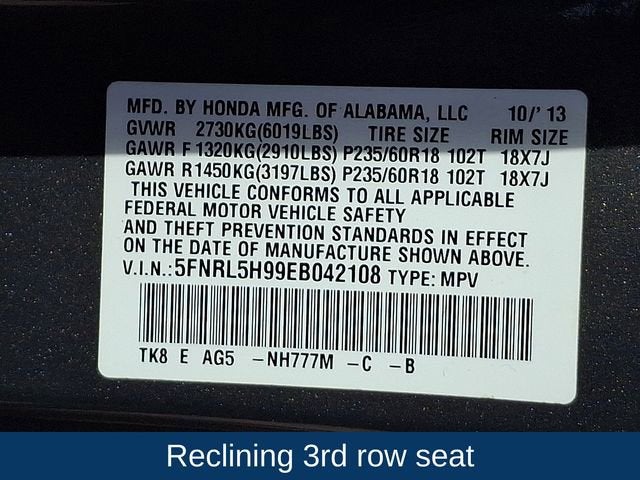 MFD. BY HONDA MFG. OF ALABAMA, LLC 10/' 13
GVWR 2730KG(6019LBS) TIRE SIZE RIM SIZE
GAWR F 1320KG(2910LBS) P235/60R18 102T 18X7J
GAWR R 1450KG(3197LBS) P235/60R18 102T 18X7J
THIS VEHICLE CONFORMS TO ALL APPLICABLE
FEDERAL MOTOR VEHICLE SAFETY
AND THEFT PREVENTION STANDARDS IN EFFECT
ON THE DATE OF MANUFACTURE SHOWN ABOVE.
V.I.N.:5FNRL5H99EB042108 TYPE: MPV
TK8 E AG5 -NH777M -C -B
Reclining 3rd row seat